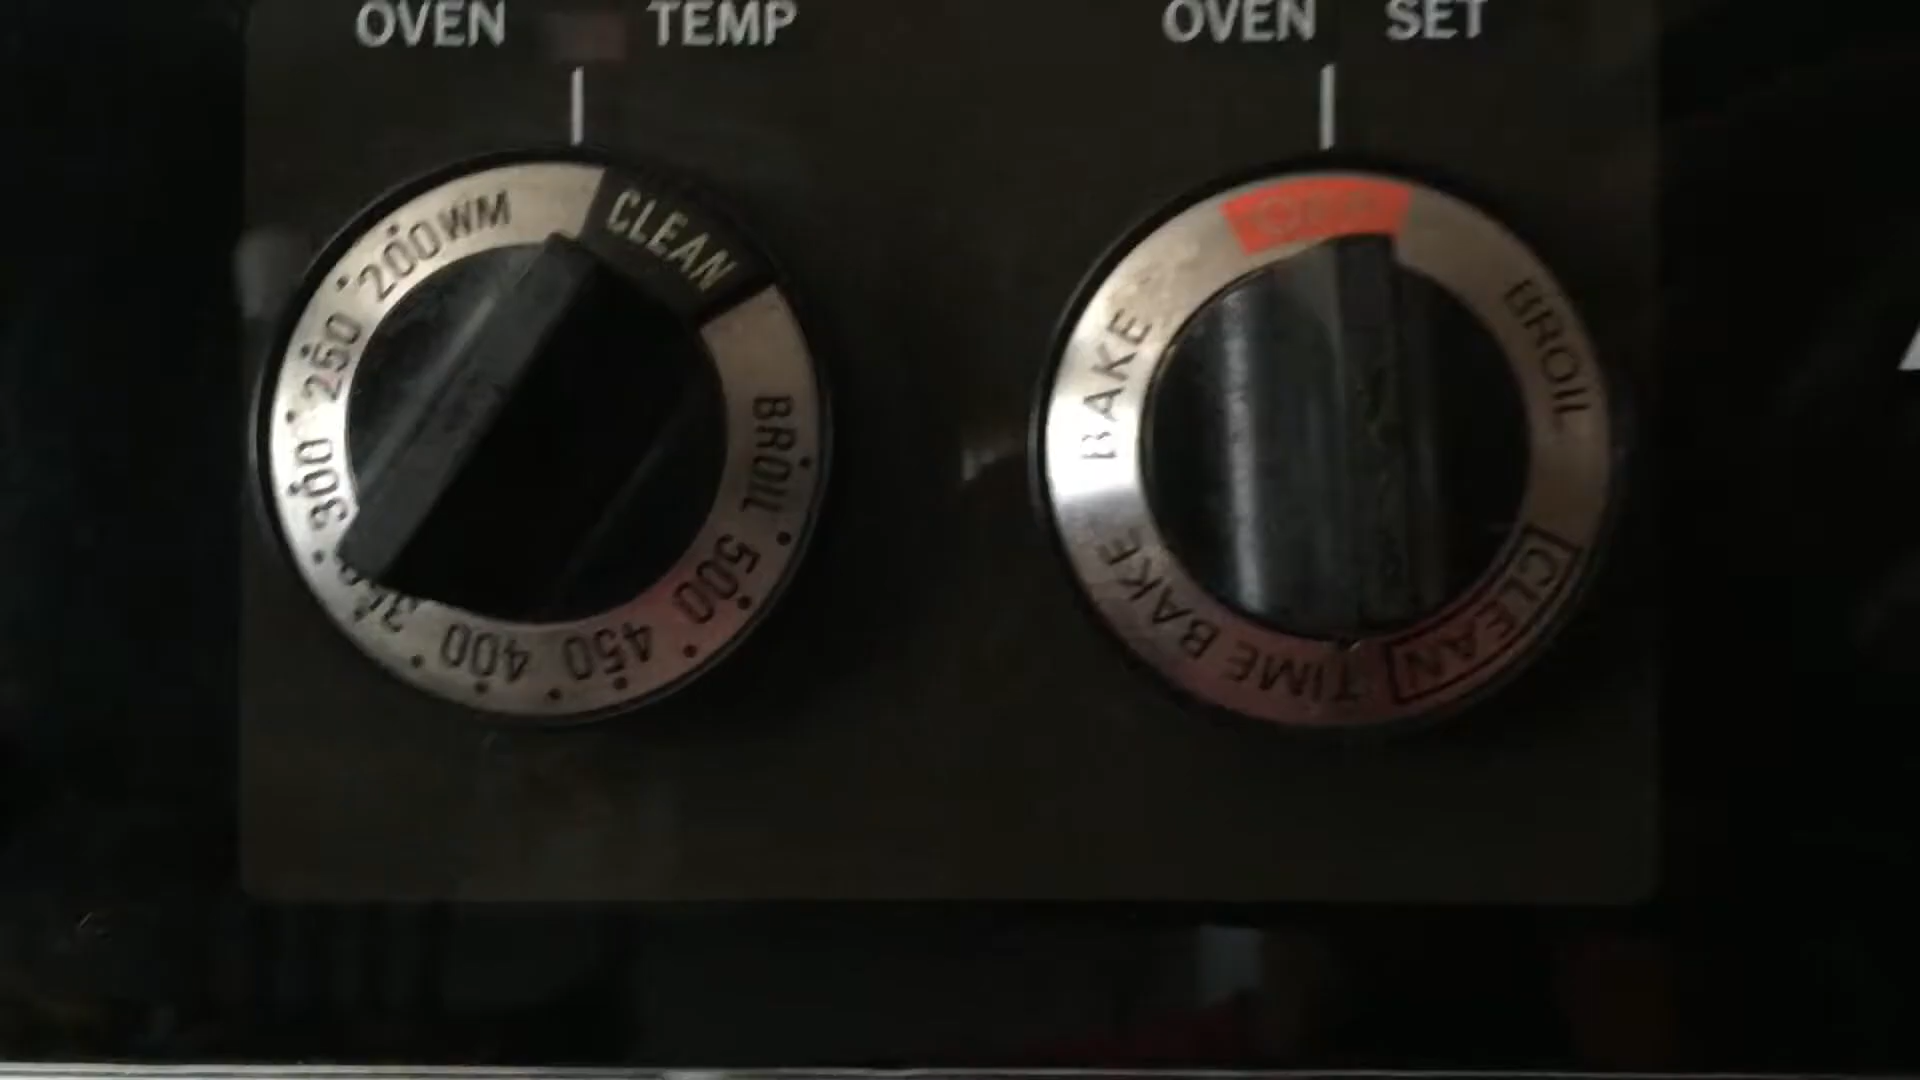 OVEN TEMP
OVEN SET
CLEAN
WM
200
250
300
400
450
500
BROIL
BROIL
CLEAN
TIME BAKE
BAKE